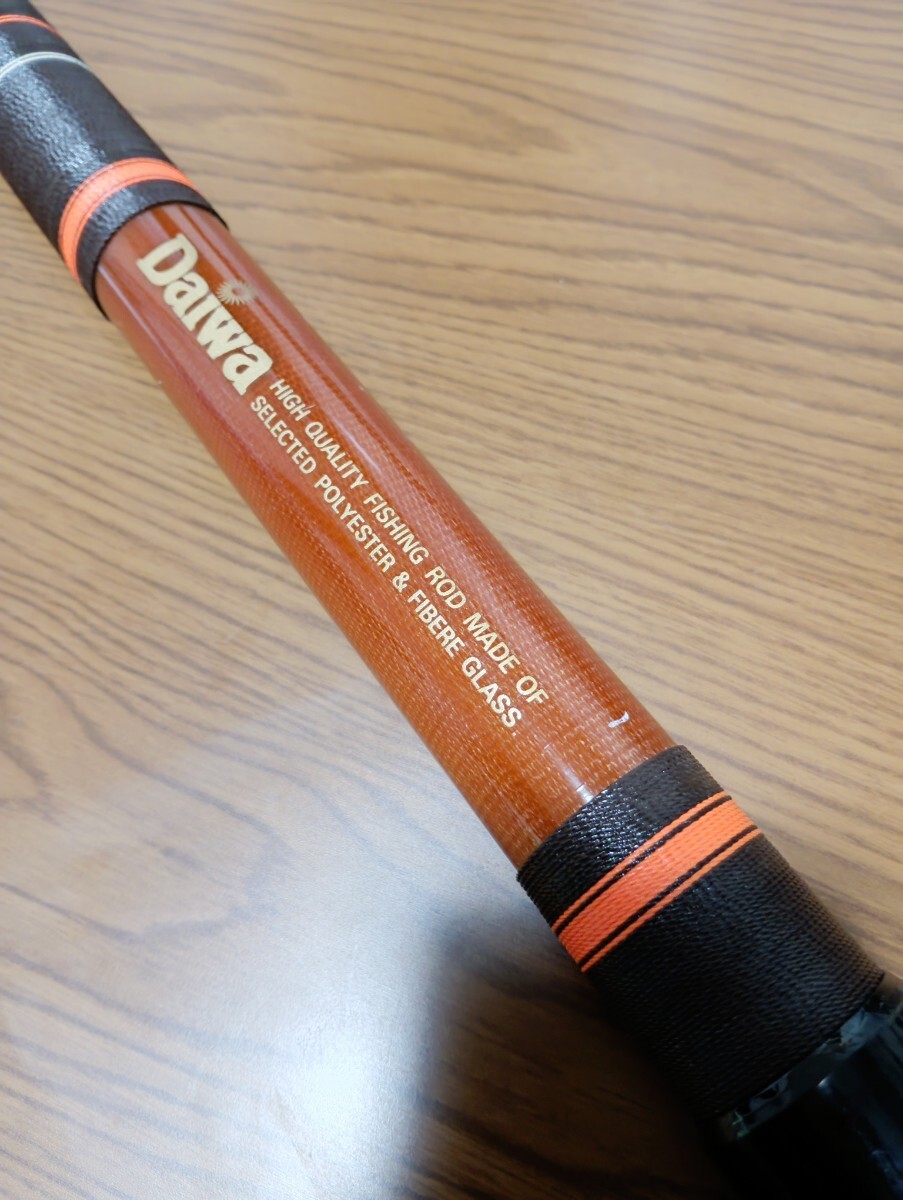 Daiwa
HIGH QUALITY FISHING ROD MADE OF
SELECTED POLYESTER & FIBERE GLASS.